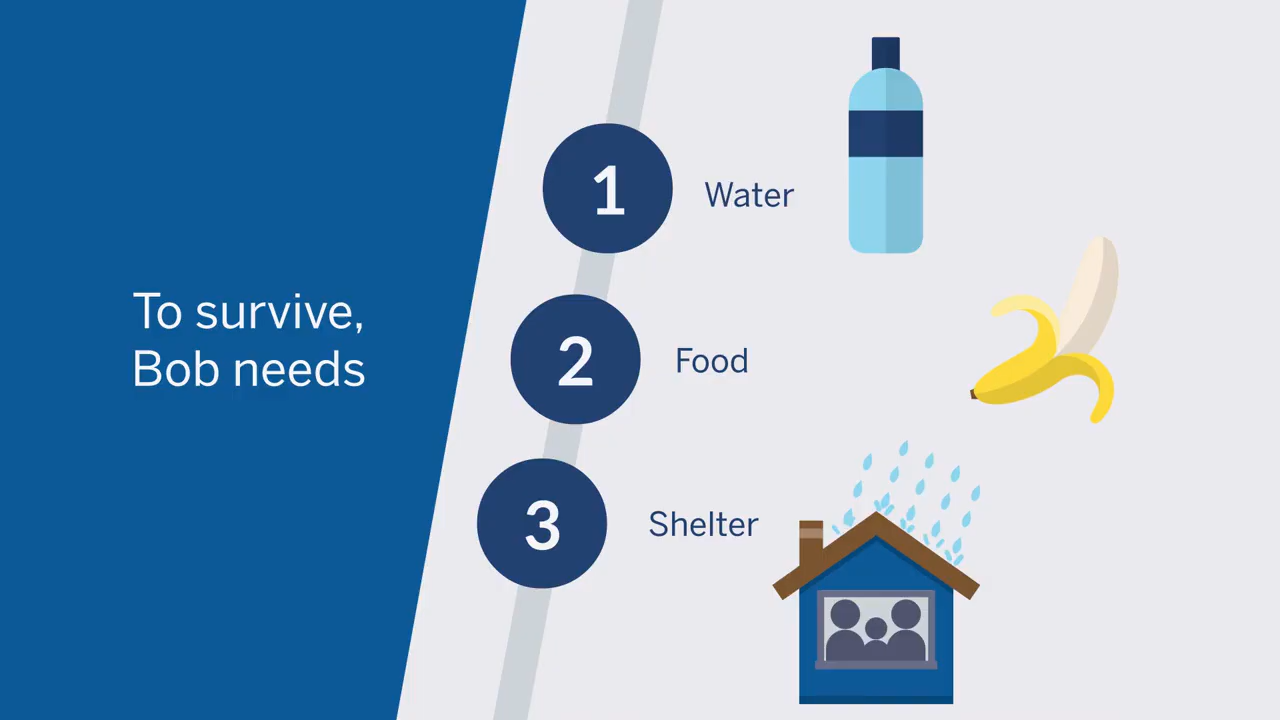 To survive,
Bob needs
1
Water
2
Food
3
Shelter